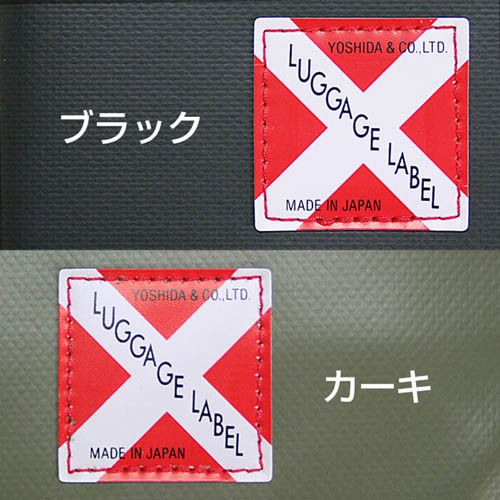 ブラック
YOSHIDA & CO.,LTD.
LUGGAGE LABEL
MADE IN JAPAN
YOSHIDA & CO.,LTD.
LUGGAGE LABEL
MADE IN JAPAN
カーキ